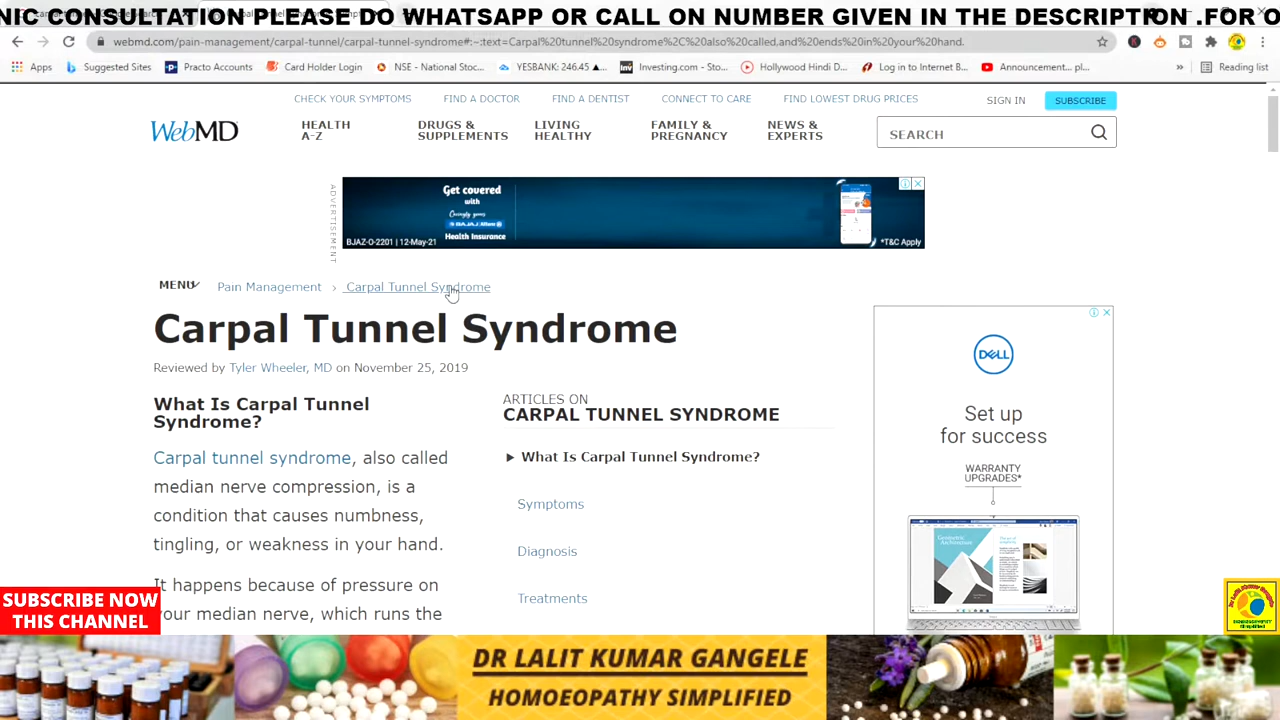 NIC CONSULTATION PLEASE DO WHATSAPP OR CALL ON NUMBER GIVEN IN THE DESCRIPTION .FOR O
webmd.com/pain-management/carpal-tunnel/carpal-tunnel-syndrome#:~:text=Carpal%20tunnel%20syndrome%2C%20also%20called,and%20ends%20in%20your%20hand.
Apps Suggested Sites Practo Accounts Card Holder Login NSE - National Stoc... YESBANK: 246.45 ▲... Investing.com - Sto... Hollywood Hindi D... Log in to Internet B... Announcement... pl... » Reading list
CHECK YOUR SYMPTOMS FIND A DOCTOR FIND A DENTIST CONNECT TO CARE FIND LOWEST DRUG PRICES SIGN IN SUBSCRIBE
WebMD
HEALTH A-Z
DRUGS & SUPPLEMENTS
LIVING HEALTHY
FAMILY & PREGNANCY
NEWS & EXPERTS
SEARCH
ADVERTISEMENT
Get covered
with
Caringly yours
BAJAJ Allianz
Health Insurance
BJAZ-O-2201 | 12-May-21
*T&C Apply
MENU Pain Management > Carpal Tunnel Syndrome
Carpal Tunnel Syndrome
Reviewed by Tyler Wheeler, MD on November 25, 2019
What Is Carpal Tunnel
Syndrome?
Carpal tunnel syndrome, also called
median nerve compression, is a
condition that causes numbness,
tingling, or weakness in your hand.
It happens because of pressure on
your median nerve, which runs the
ARTICLES ON
CARPAL TUNNEL SYNDROME
What Is Carpal Tunnel Syndrome?
Symptoms
Diagnosis
Treatments
DELL
Set up
for success
WARRANTY
UPGRADES*
SUBSCRIBE NOW
THIS CHANNEL
DR LALIT KUMAR GANGELE
HOMOEOPATHY SIMPLIFIED